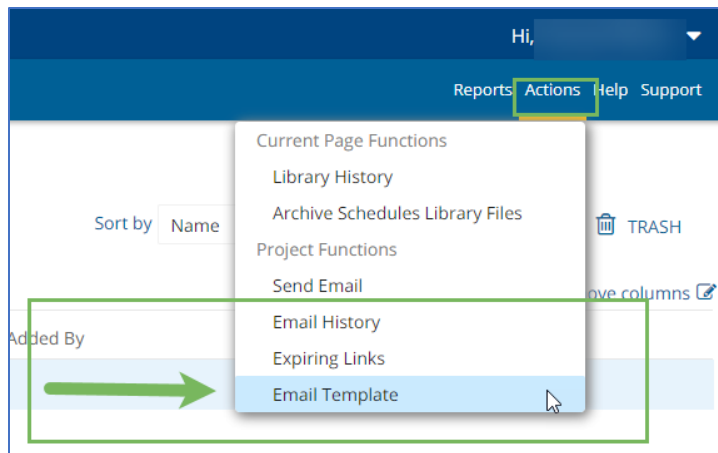 Hi,
Reports Actions Help Support
Current Page Functions
Library History
Sort by Name
Archive Schedules Library Files
TRASH
Project Functions
Send Email
ove columns
Email History
Added By
Expiring Links
Email Template